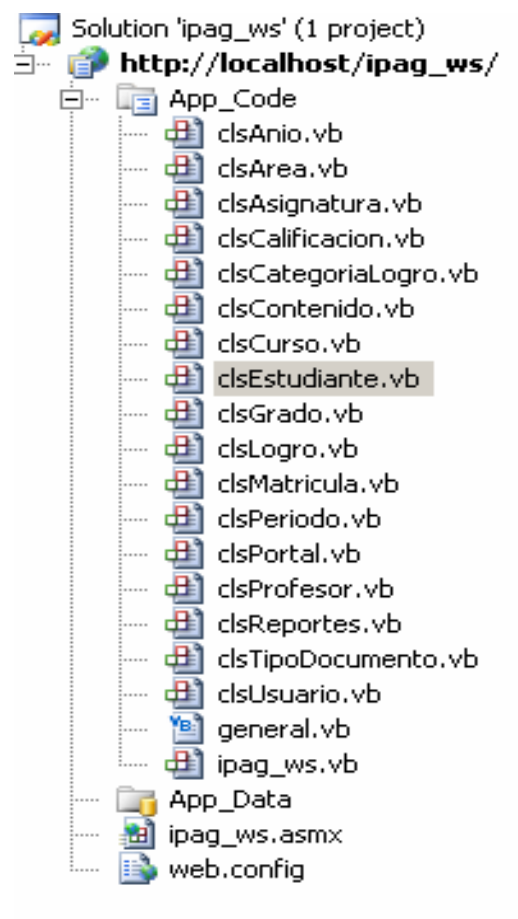 Solution 'ipag_ws' (1 project)
http://localhost/ipag_ws/
App_Code
clsAnio.vb
clsArea.vb
clsAsignatura.vb
clsCalificacion.vb
clsCategoriaLogro.vb
clsContenido.vb
clsCurso.vb
clsEstudiante.vb
clsGrado.vb
clsLogro.vb
clsMatricula.vb
clsPeriodo.vb
clsPortal.vb
clsProfesor.vb
clsReportes.vb
clsTipoDocumento.vb
clsUsuario.vb
general.vb
ipag_ws.vb
App_Data
ipag_ws.asmx
web.config